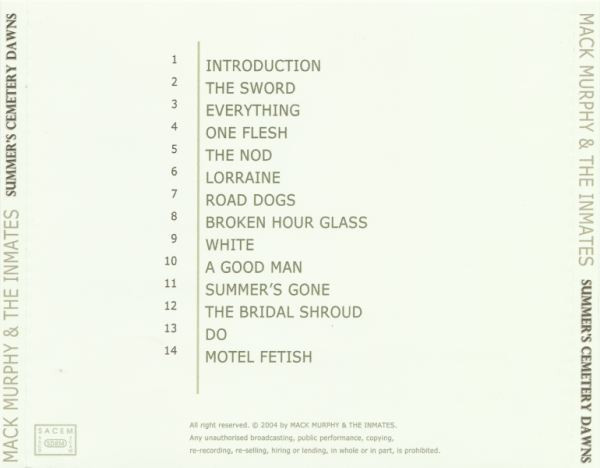 MACK MURPHY & THE INMATES SUMMER'S CEMETERY DAWNS
1 INTRODUCTION
2 THE SWORD
3 EVERYTHING
4 ONE FLESH
5 THE NOD
6 LORRAINE
7 ROAD DOGS
8 BROKEN HOUR GLASS
9 WHITE
10 A GOOD MAN
11 SUMMER'S GONE
12 THE BRIDAL SHROUD
13 DO
14 MOTEL FETISH
SACEM
SDRM
All right reserved. © 2004 by MACK MURPHY & THE INMATES.
Any unauthorised broadcasting, public performance, copying,
re-recording, re-selling, hiring or lending, in whole or in part, is prohibited.
MACK MURPHY & THE INMATES SUMMER'S CEMETERY DAWNS